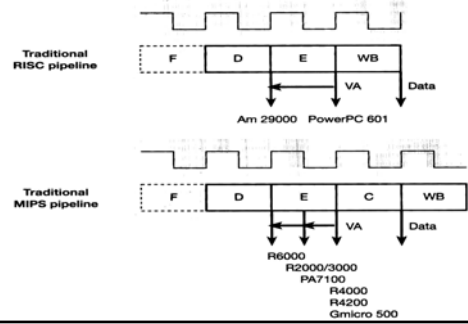 Traditional
RISC pipeline
F D E WB
VA Data
Am 29000 PowerPC 601
Traditional
MIPS pipeline
F D E C WB
VA Data
R6000
R2000/3000
PA7100
R4000
R4200
Gmicro 500